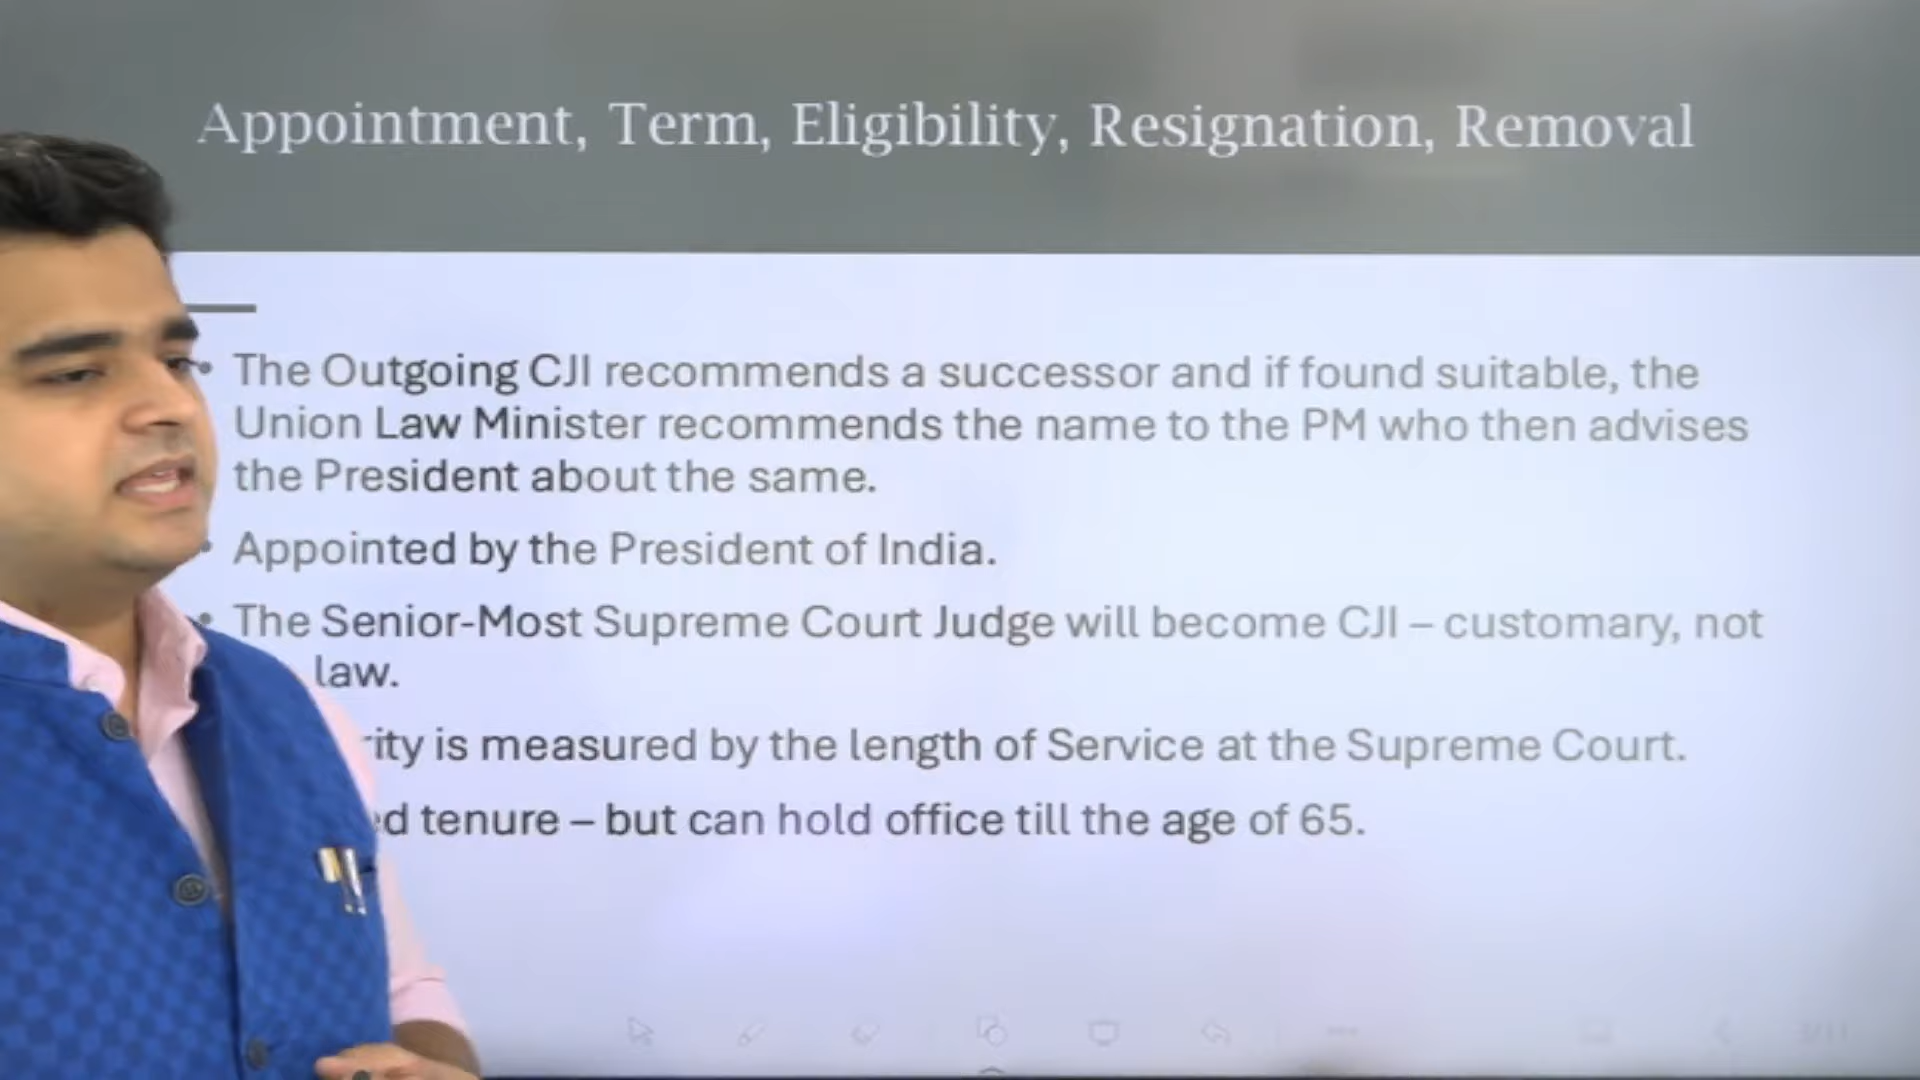 Appointment, Term, Eligibility, Resignation, Removal
The Outgoing CJI recommends a successor and if found suitable, the
Union Law Minister recommends the name to the PM who then advises
the President about the same.
Appointed by the President of India.
The Senior-Most Supreme Court Judge will become CJI – customary, not
law.
is measured by the length of Service at the Supreme Court.
tenure – but can hold office till the age of 65.